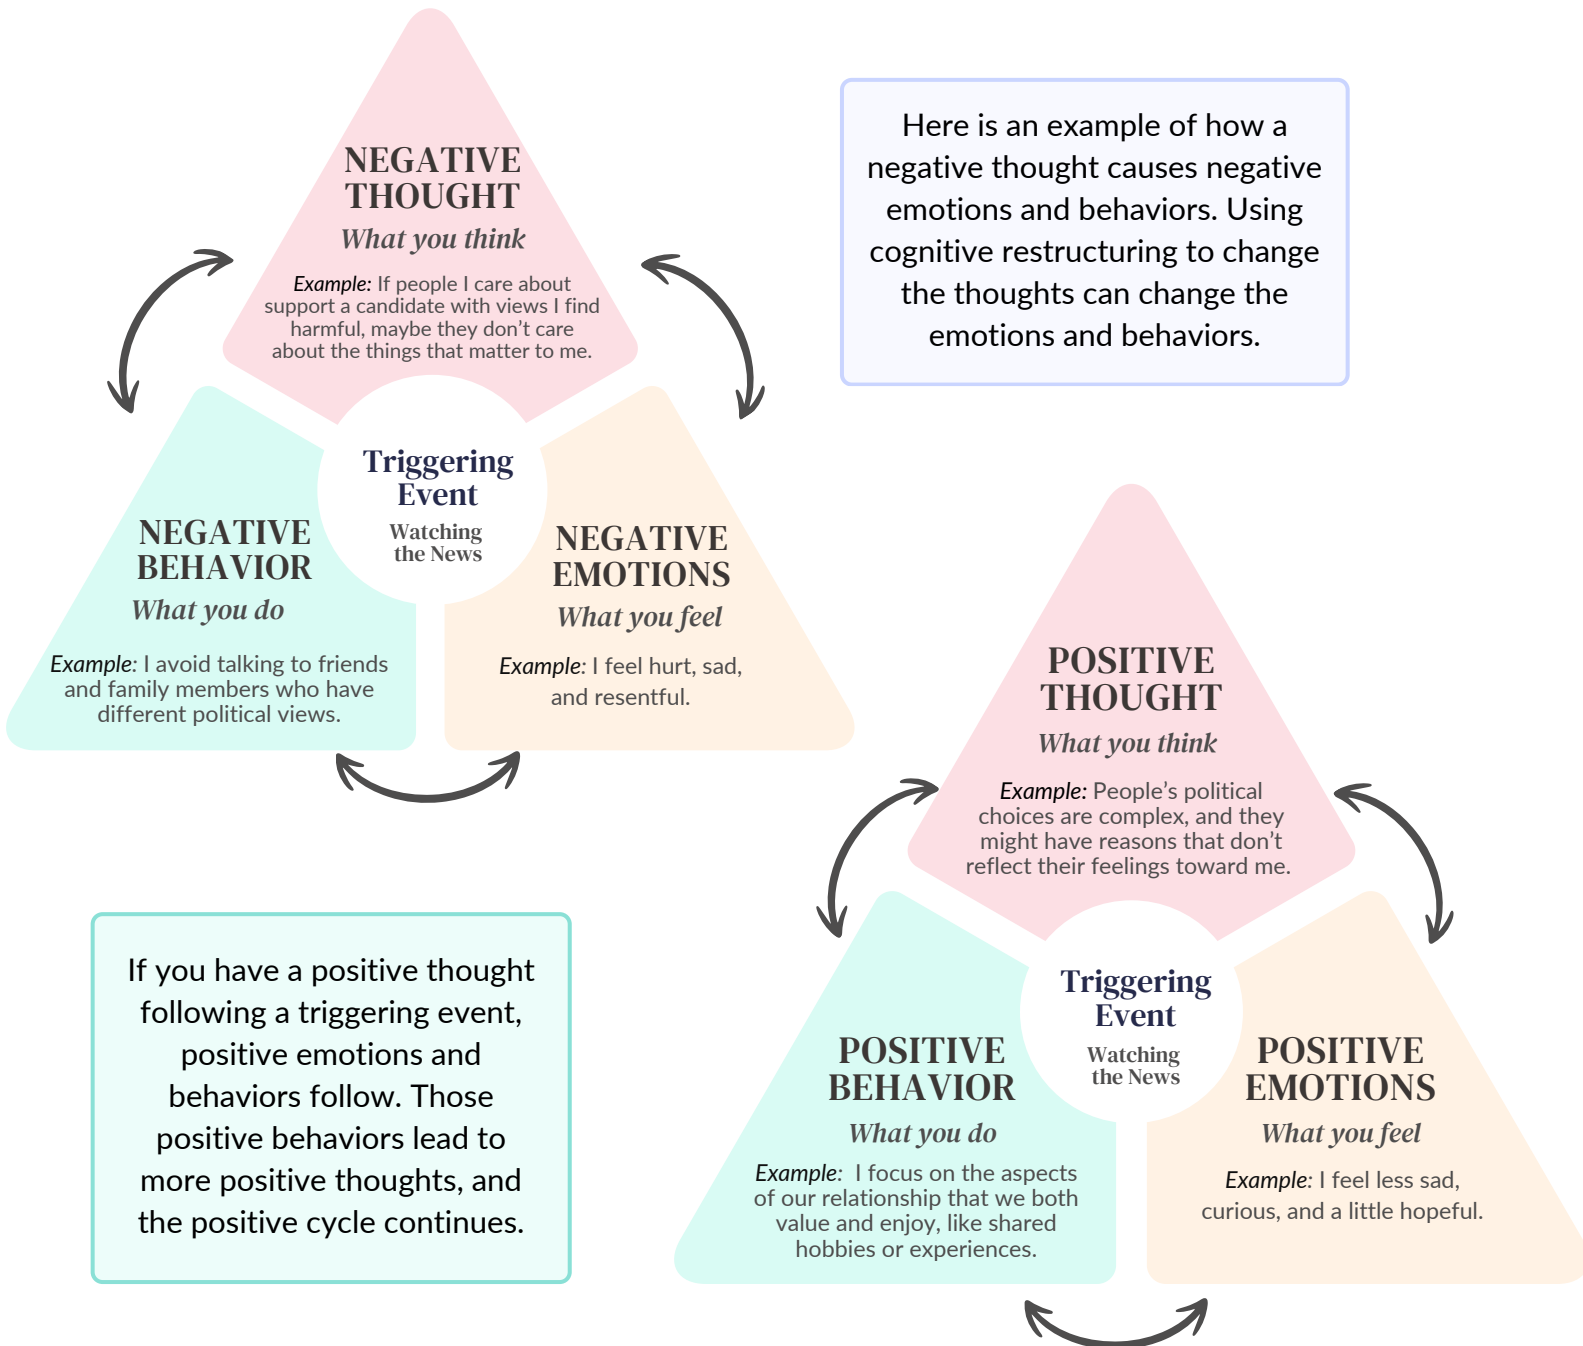 NEGATIVE
THOUGHT
What you think
Example: If people I care about
support a candidate with views I find
harmful, maybe they don’t care
about the things that matter to me.
Here is an example of how a
negative thought causes negative
emotions and behaviors. Using
cognitive restructuring to change
the thoughts can change the
emotions and behaviors.
Triggering
Event
Watching
the News
NEGATIVE
BEHAVIOR
What you do
Example: I avoid talking to friends
and family members who have
different political views.
NEGATIVE
EMOTIONS
What you feel
Example: I feel hurt, sad,
and resentful.
POSITIVE
THOUGHT
What you think
Example: People’s political
choices are complex, and they
might have reasons that don’t
reflect their feelings toward me.
If you have a positive thought
following a triggering event,
positive emotions and
behaviors follow. Those
positive behaviors lead to
more positive thoughts, and
the positive cycle continues.
Triggering
Event
Watching
the News
POSITIVE
BEHAVIOR
What you do
Example: I focus on the aspects
of our relationship that we both
value and enjoy, like shared
hobbies or experiences.
POSITIVE
EMOTIONS
What you feel
Example: I feel less sad,
curious, and a little hopeful.